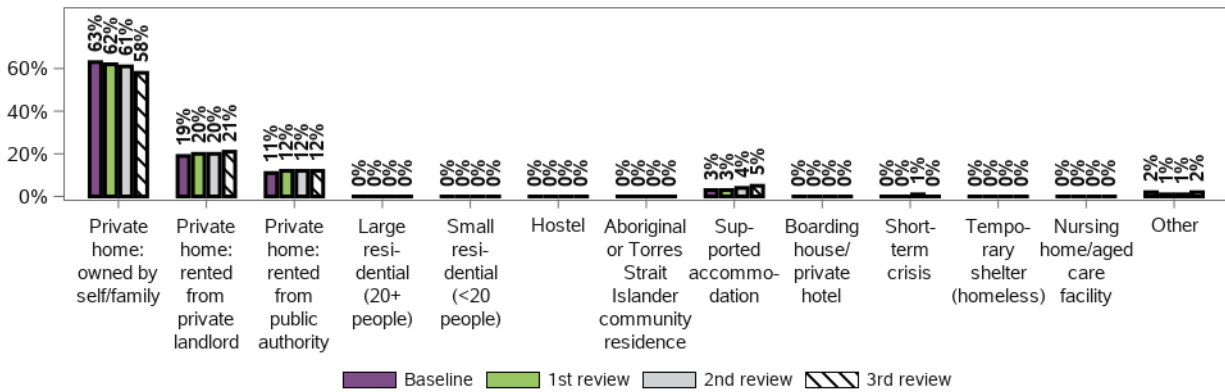 63% 62% 61% 58%
19% 20% 20% 21%
11% 12% 12% 12%
0% 0% 0% 0%
0% 0% 0% 0%
0% 0% 0% 0%
0% 0% 0% 0%
3% 3% 4% 5%
0% 0% 0% 0%
0% 0% 1% 0%
0% 0% 0% 0%
0% 0% 0% 0%
2% 1% 1% 2%
60%
40%
20%
0%
Private
home:
owned by
self/family
Private
home:
rented
from
private
landlord
Private
home:
rented
from
public
authority
Large
resi-
dential
(20+
people)
Small
resi-
dential
(<20
people)
Hostel
Aboriginal
or Torres
Strait
Islander
community
residence
Sup-
ported
accommo-
dation
Boarding
house/
private
hotel
Short-
term
crisis
Tempo-
rary
shelter
(homeless)
Nursing
home/aged
care
facility
Other
Baseline 1st review 2nd review 3rd review